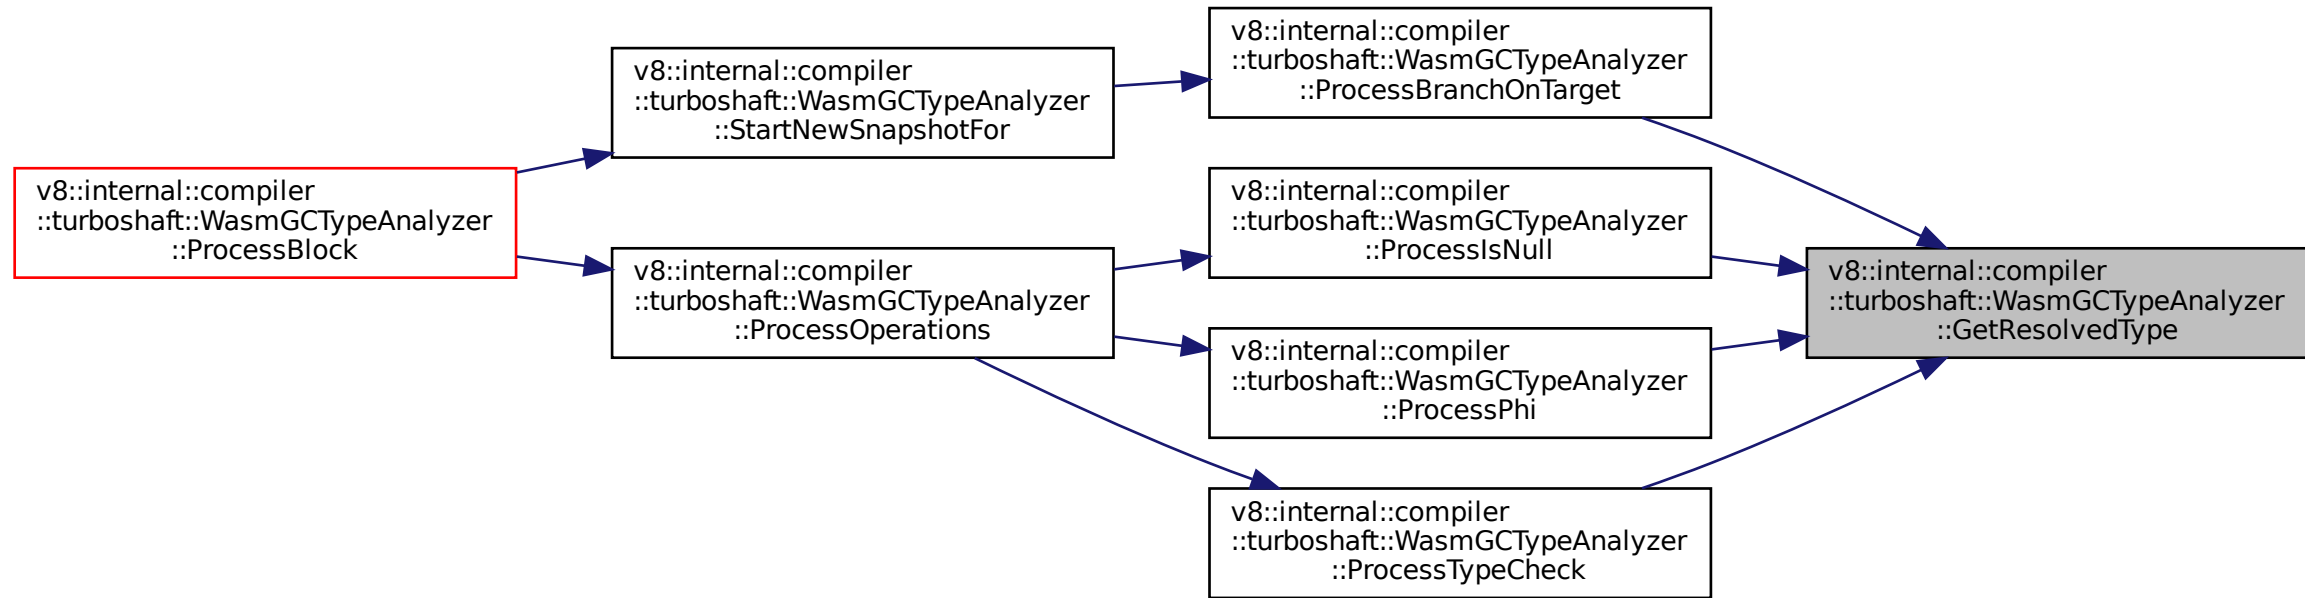 v8::internal::compiler
::turboshaft::WasmGCTypeAnalyzer
::ProcessBlock
v8::internal::compiler
::turboshaft::WasmGCTypeAnalyzer
::StartNewSnapshotFor
v8::internal::compiler
::turboshaft::WasmGCTypeAnalyzer
::ProcessOperations
v8::internal::compiler
::turboshaft::WasmGCTypeAnalyzer
::ProcessBranchOnTarget
v8::internal::compiler
::turboshaft::WasmGCTypeAnalyzer
::ProcessIsNull
v8::internal::compiler
::turboshaft::WasmGCTypeAnalyzer
::ProcessPhi
v8::internal::compiler
::turboshaft::WasmGCTypeAnalyzer
::ProcessTypeCheck
v8::internal::compiler
::turboshaft::WasmGCTypeAnalyzer
::GetResolvedType